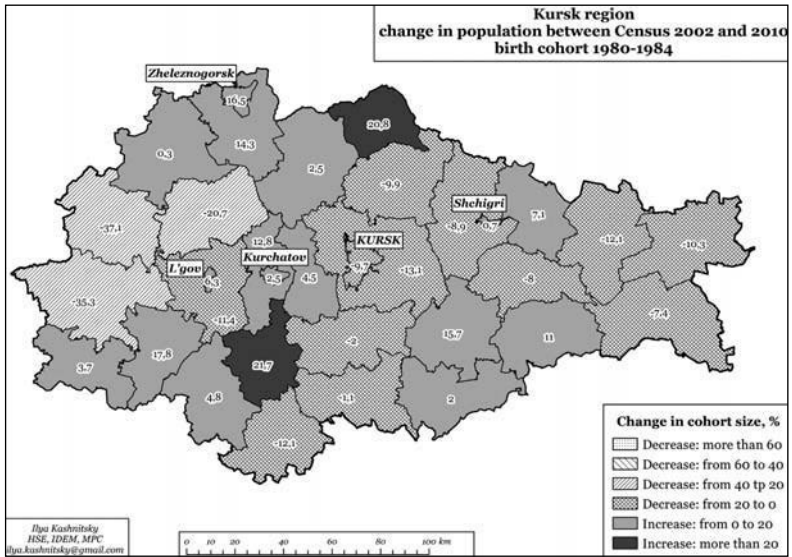 Kursk region
change in population between Census 2002 and 2010
birth cohort 1980-1984
Zheleznogorsk
16,5
20,8
14,3
0,3
2,5
-9,9
Shchigri
-20,7
7,1
-37,1
-8,9
0,7
-12,1
12,8
KURSK
-10,3
L'gov
Kurchatov
-9,7
-13,1
6,3
2,5
4,5
-8
-35,3
-11,4
-7,4
-2
15,7
11
17,8
21,7
3,7
4,8
-1,1
2
-12,1
Change in cohort size, %
Decrease: more than 60
Decrease: from 60 to 40
Decrease: from 40 tp 20
Decrease: from 20 to 0
Increase: from 0 to 20
Increase: more than 20
Ilya Kashnitsky
HSE, IDEM, MPC
ilya.kashnitsky@gmail.com
0 20 40 60 80 100 km